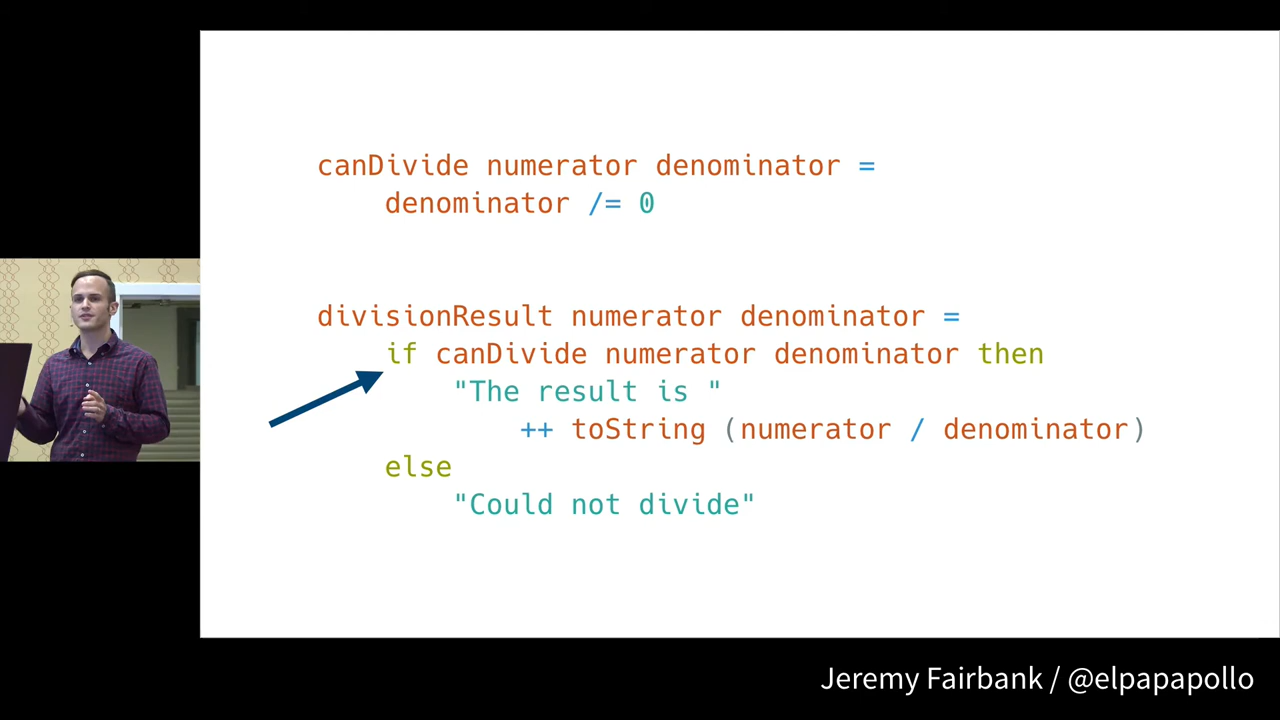 canDivide numerator denominator =
denominator /= 0
divisionResult numerator denominator =
if canDivide numerator denominator then
"The result is "
++ toString (numerator / denominator)
else
"Could not divide"
Jeremy Fairbank / @elpapapollo